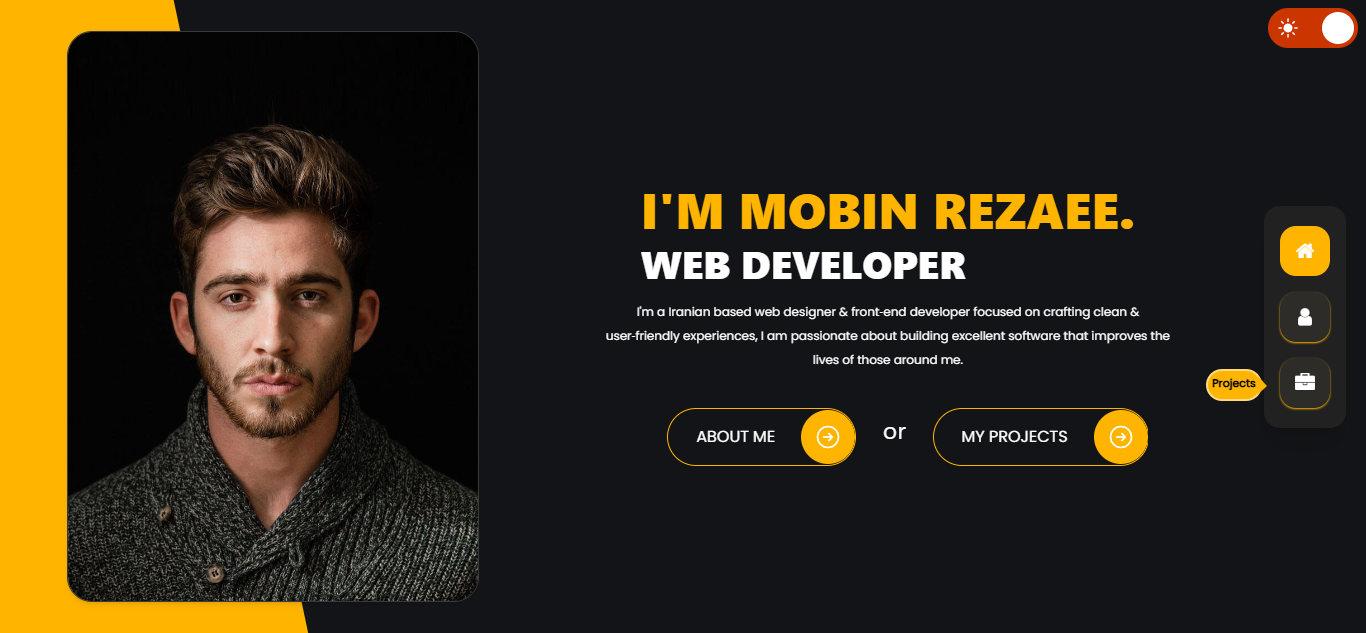 I'M MOBIN REZAEE.
WEB DEVELOPER
I'm a Iranian based web designer & front-end developer focused on crafting clean &
user-friendly experiences, I am passionate about building excellent software that improves the
lives of those around me.
ABOUT ME
or
MY PROJECTS
Projects